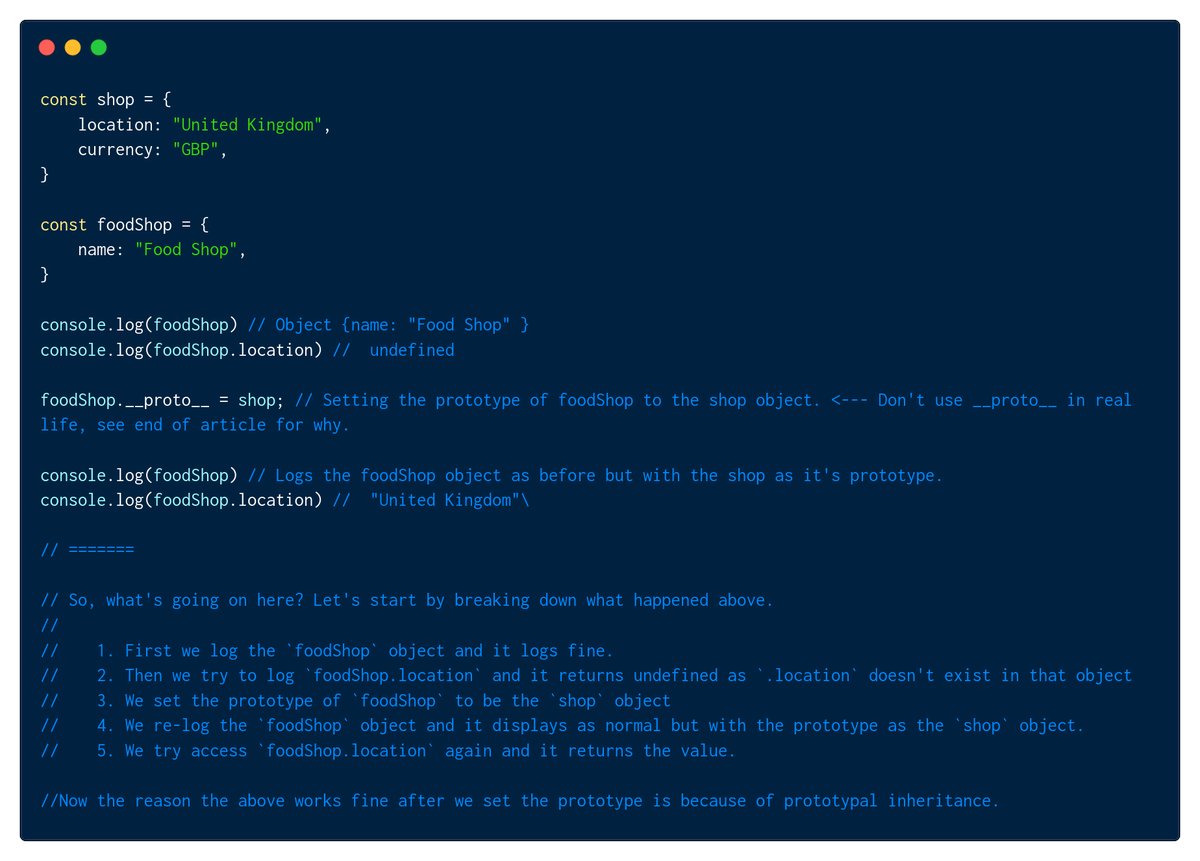 const shop = {
    location: "United Kingdom",
    currency: "GBP",
}

const foodShop = {
    name: "Food Shop",
}

console.log(foodShop) // Object {name: "Food Shop" }
console.log(foodShop.location) //  undefined

foodShop.__proto__ = shop; // Setting the prototype of foodShop to the shop object. <--- Don't use __proto__ in real
life, see end of article for why.

console.log(foodShop) // Logs the foodShop object as before but with the shop as it's prototype.
console.log(foodShop.location) //  "United Kingdom"\

// =======

// So, what's going on here? Let's start by breaking down what happened above.
//
//    1. First we log the `foodShop` object and it logs fine.
//    2. Then we try to log `foodShop.location` and it returns undefined as `.location` doesn't exist in that object
//    3. We set the prototype of `foodShop` to be the `shop` object
//    4. We re-log the `foodShop` object and it displays as normal but with the prototype as the `shop` object.
//    5. We try access `foodShop.location` again and it returns the value.

//Now the reason the above works fine after we set the prototype is because of prototypal inheritance.